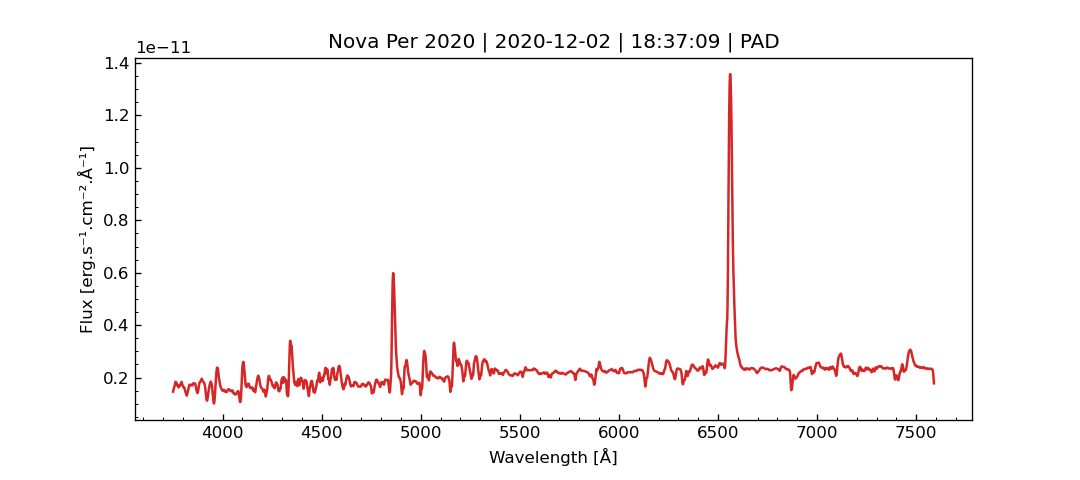 Nova Per 2020 | 2020-12-02 | 18:37:09 | PAD
1e−11
1.4
1.2
1.0
0.8
0.6
0.4
0.2
Flux [erg.s⁻¹.cm⁻².Å⁻¹]
4000 4500 5000 5500 6000 6500 7000 7500
Wavelength [Å]